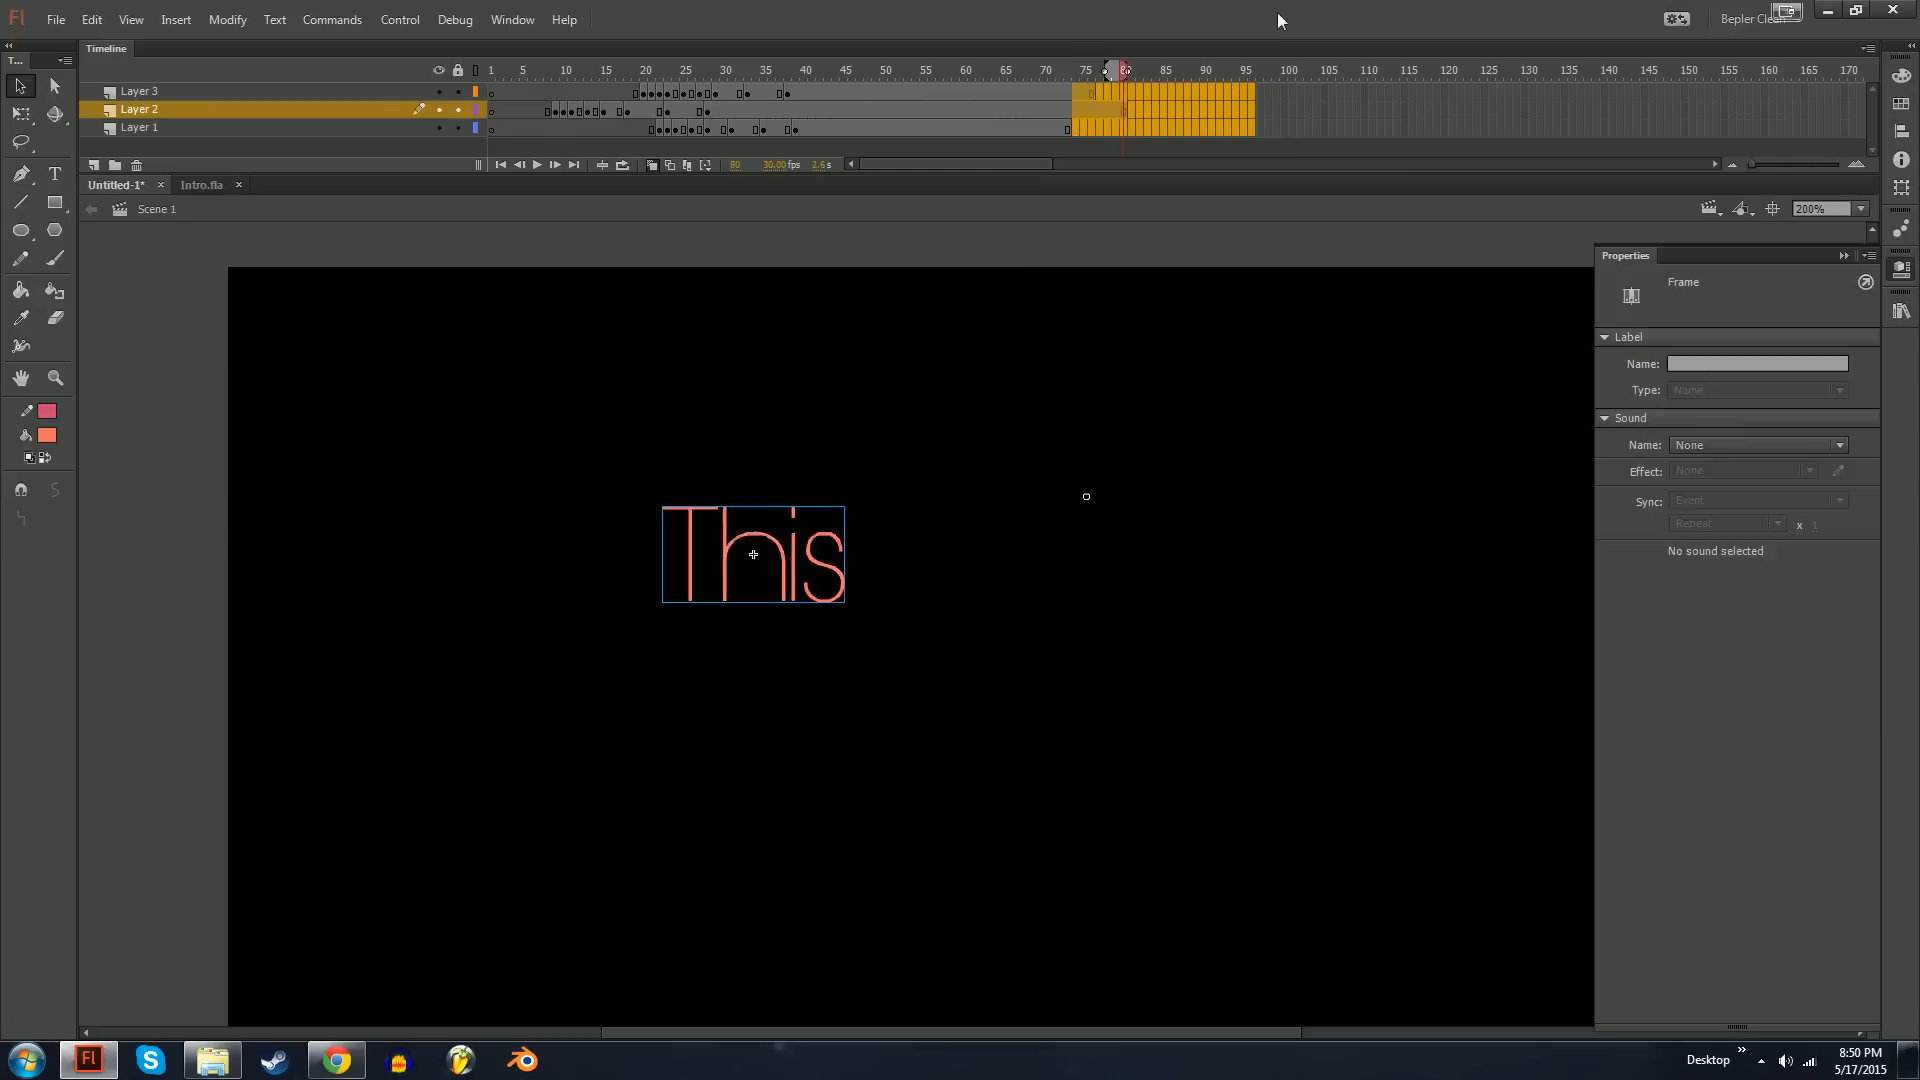 Fl File Edit View Insert Modify Text Commands Control Debug Window Help
Timeline
T...
1 5 10 15 20 25 30 35 40 45 50 55 60 65 70 75 80 85 90 95 100 105 110 115 120 125 130 135 140 145 150 155 160 165 170
Layer 3
Layer 2
Layer 1
80 30.00 fps 2.6 s
Untitled-1* Intro.fla
Scene 1
200%
This
Properties
Frame
Label
Name:
Type: Name
Sound
Name: None
Effect: None
Sync: Event
Repeat x 1
No sound selected
Fl
Desktop
8:50 PM
5/17/2015